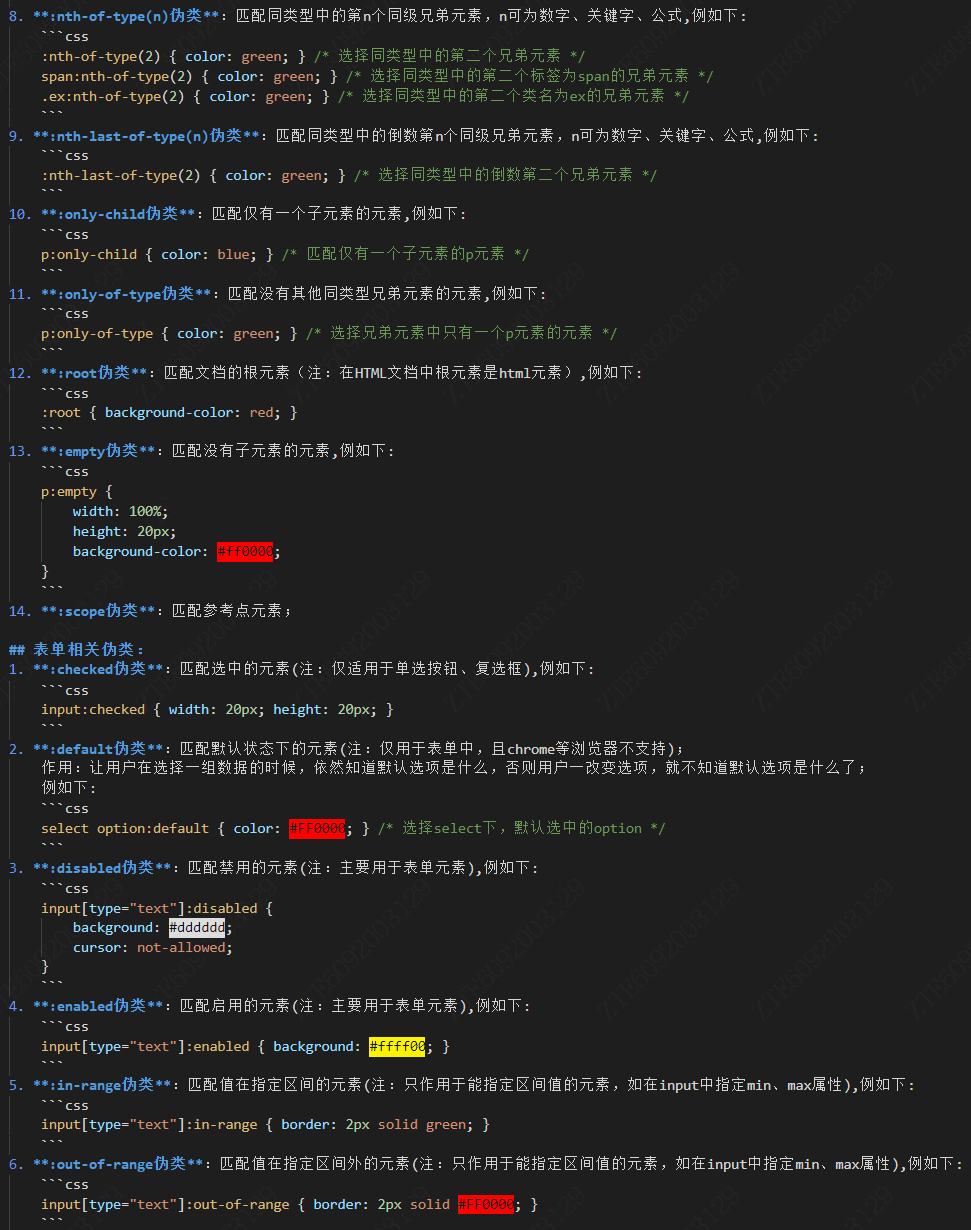 8. **:nth-of-type(n)伪类**：匹配同类型中的第n个同级兄弟元素，n可为数字、关键字、公式,例如下：
```css
:nth-of-type(2) { color: green; } /* 选择同类型中的第二个兄弟元素 */
span:nth-of-type(2) { color: green; } /* 选择同类型中的第二个标签为span的兄弟元素 */
.ex:nth-of-type(2) { color: green; } /* 选择同类型中的第二个类名为ex的兄弟元素 */
```
9. **:nth-last-of-type(n)伪类**：匹配同类型中的倒数第n个同级兄弟元素，n可为数字、关键字、公式,例如下：
```css
:nth-last-of-type(2) { color: green; } /* 选择同类型中的倒数第二个兄弟元素 */
```
10. **:only-child伪类**：匹配仅有一个子元素的元素,例如下：
```css
p:only-child { color: blue; } /* 匹配仅有一个子元素的p元素 */
```
11. **:only-of-type伪类**：匹配没有其他同类型兄弟元素的元素,例如下：
```css
p:only-of-type { color: green; } /* 选择兄弟元素中只有一个p元素的元素 */
```
12. **:root伪类**：匹配文档的根元素（注：在HTML文档中根元素是html元素）,例如下：
```css
:root { background-color: red; }
```
13. **:empty伪类**：匹配没有子元素的元素,例如下：
```css
p:empty {
width: 100%;
height: 20px;
background-color: #ff0000;
}
```
14. **:scope伪类**：匹配参考点元素；
## 表单相关伪类：
1. **:checked伪类**：匹配选中的元素(注：仅适用于单选按钮、复选框),例如下：
```css
input:checked { width: 20px; height: 20px; }
```
2. **:default伪类**：匹配默认状态下的元素(注：仅用于表单中，且chrome等浏览器不支持)；
作用：让用户在选择一组数据的时候，依然知道默认选项是什么，否则用户一改变选项，就不知道默认选项是什么了；
例如下：
```css
select option:default { color: #FF0000; } /* 选择select下，默认选中的option */
```
3. **:disabled伪类**：匹配禁用的元素(注：主要用于表单元素),例如下：
```css
input[type="text"]:disabled {
background: #dddddd;
cursor: not-allowed;
}
```
4. **:enabled伪类**：匹配启用的元素(注：主要用于表单元素),例如下：
```css
input[type="text"]:enabled { background: #ffff00; }
```
5. **:in-range伪类**：匹配值在指定区间的元素(注：只作用于能指定区间值的元素，如在input中指定min、max属性),例如下：
```css
input[type="text"]:in-range { border: 2px solid green; }
```
6. **:out-of-range伪类**：匹配值在指定区间外的元素(注：只作用于能指定区间值的元素，如在input中指定min、max属性),例如下：
```css
input[type="text"]:out-of-range { border: 2px solid #FF0000; }
```